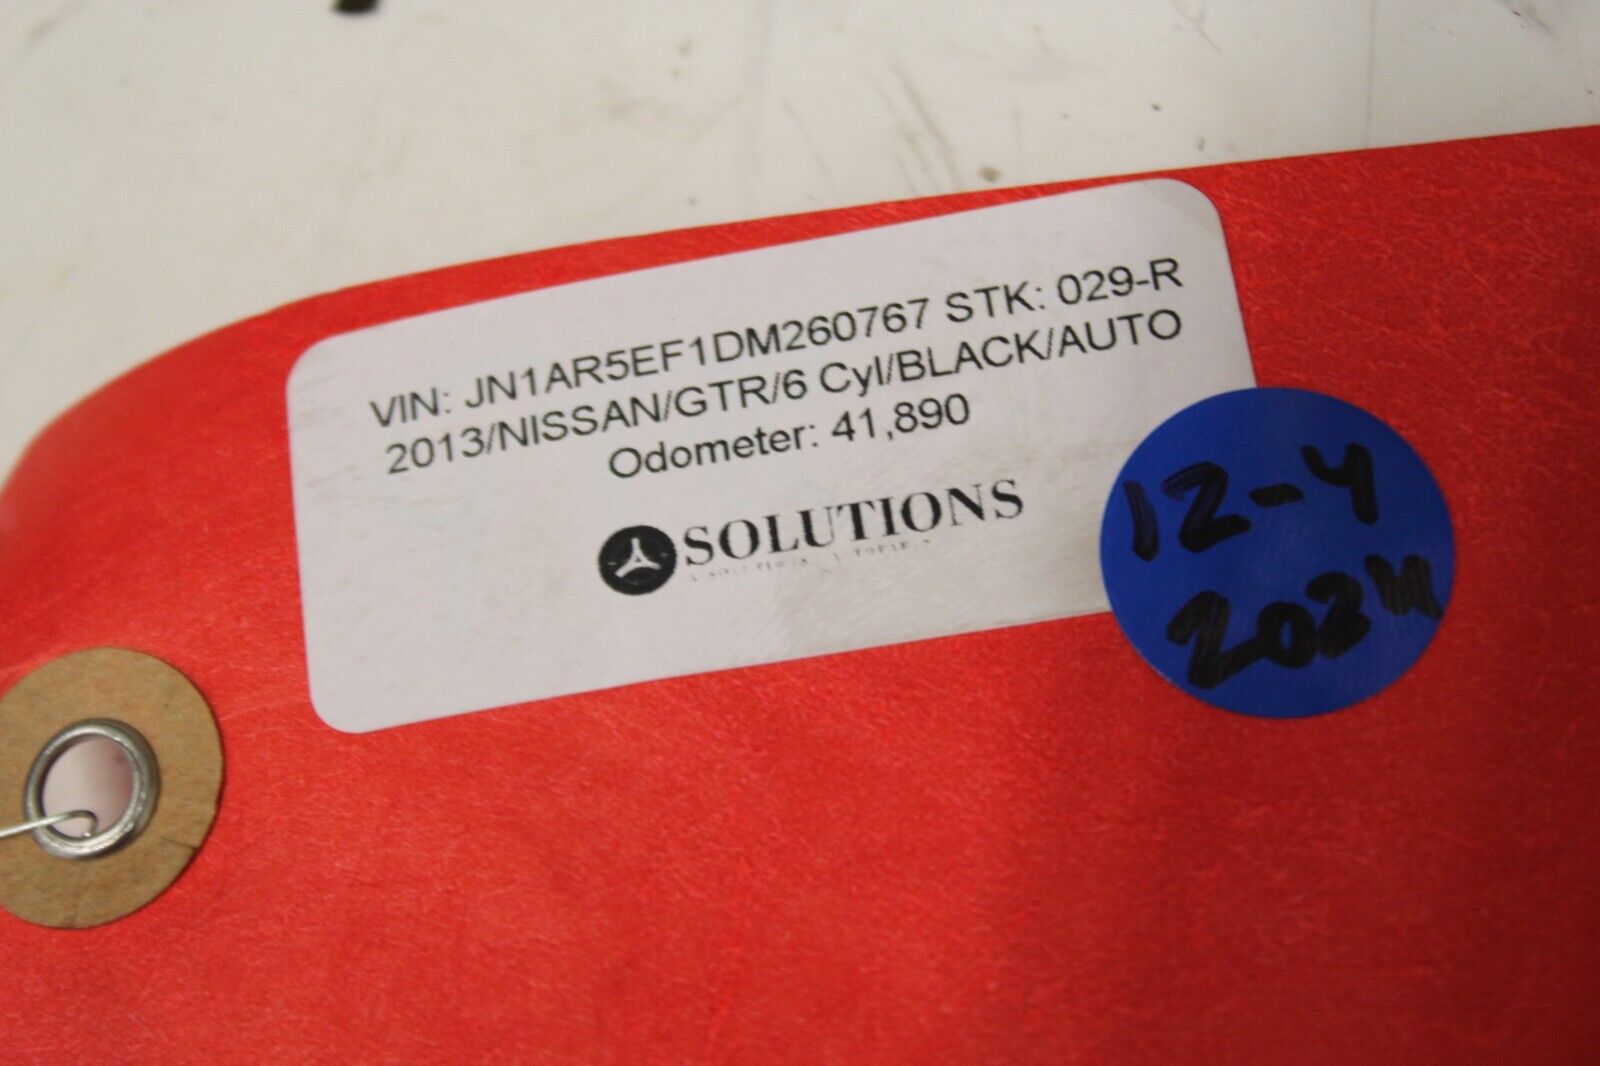 VIN: JN1AR5EF1DM260767 STK: 029-R
2013/NISSAN/GTR/6 Cyl/BLACK/AUTO
Odometer: 41,890
SOLUTIONS
12-4
2024